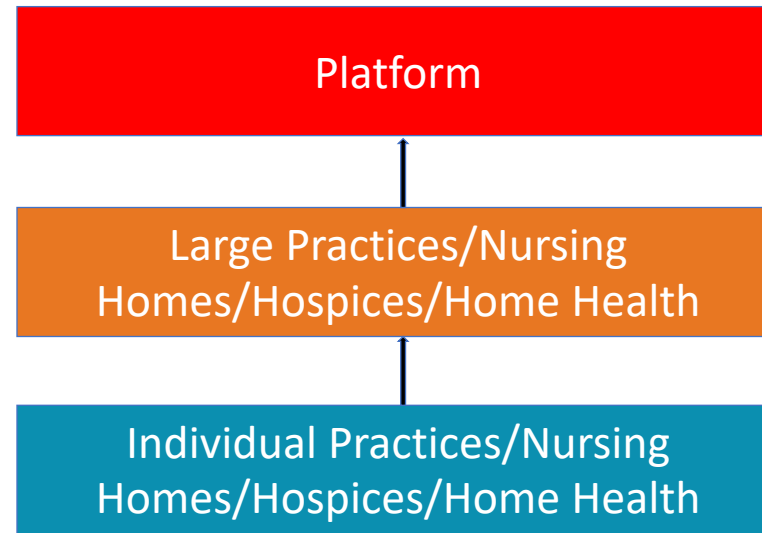 Platform
Large Practices/Nursing
Homes/Hospices/Home Health
Individual Practices/Nursing
Homes/Hospices/Home Health